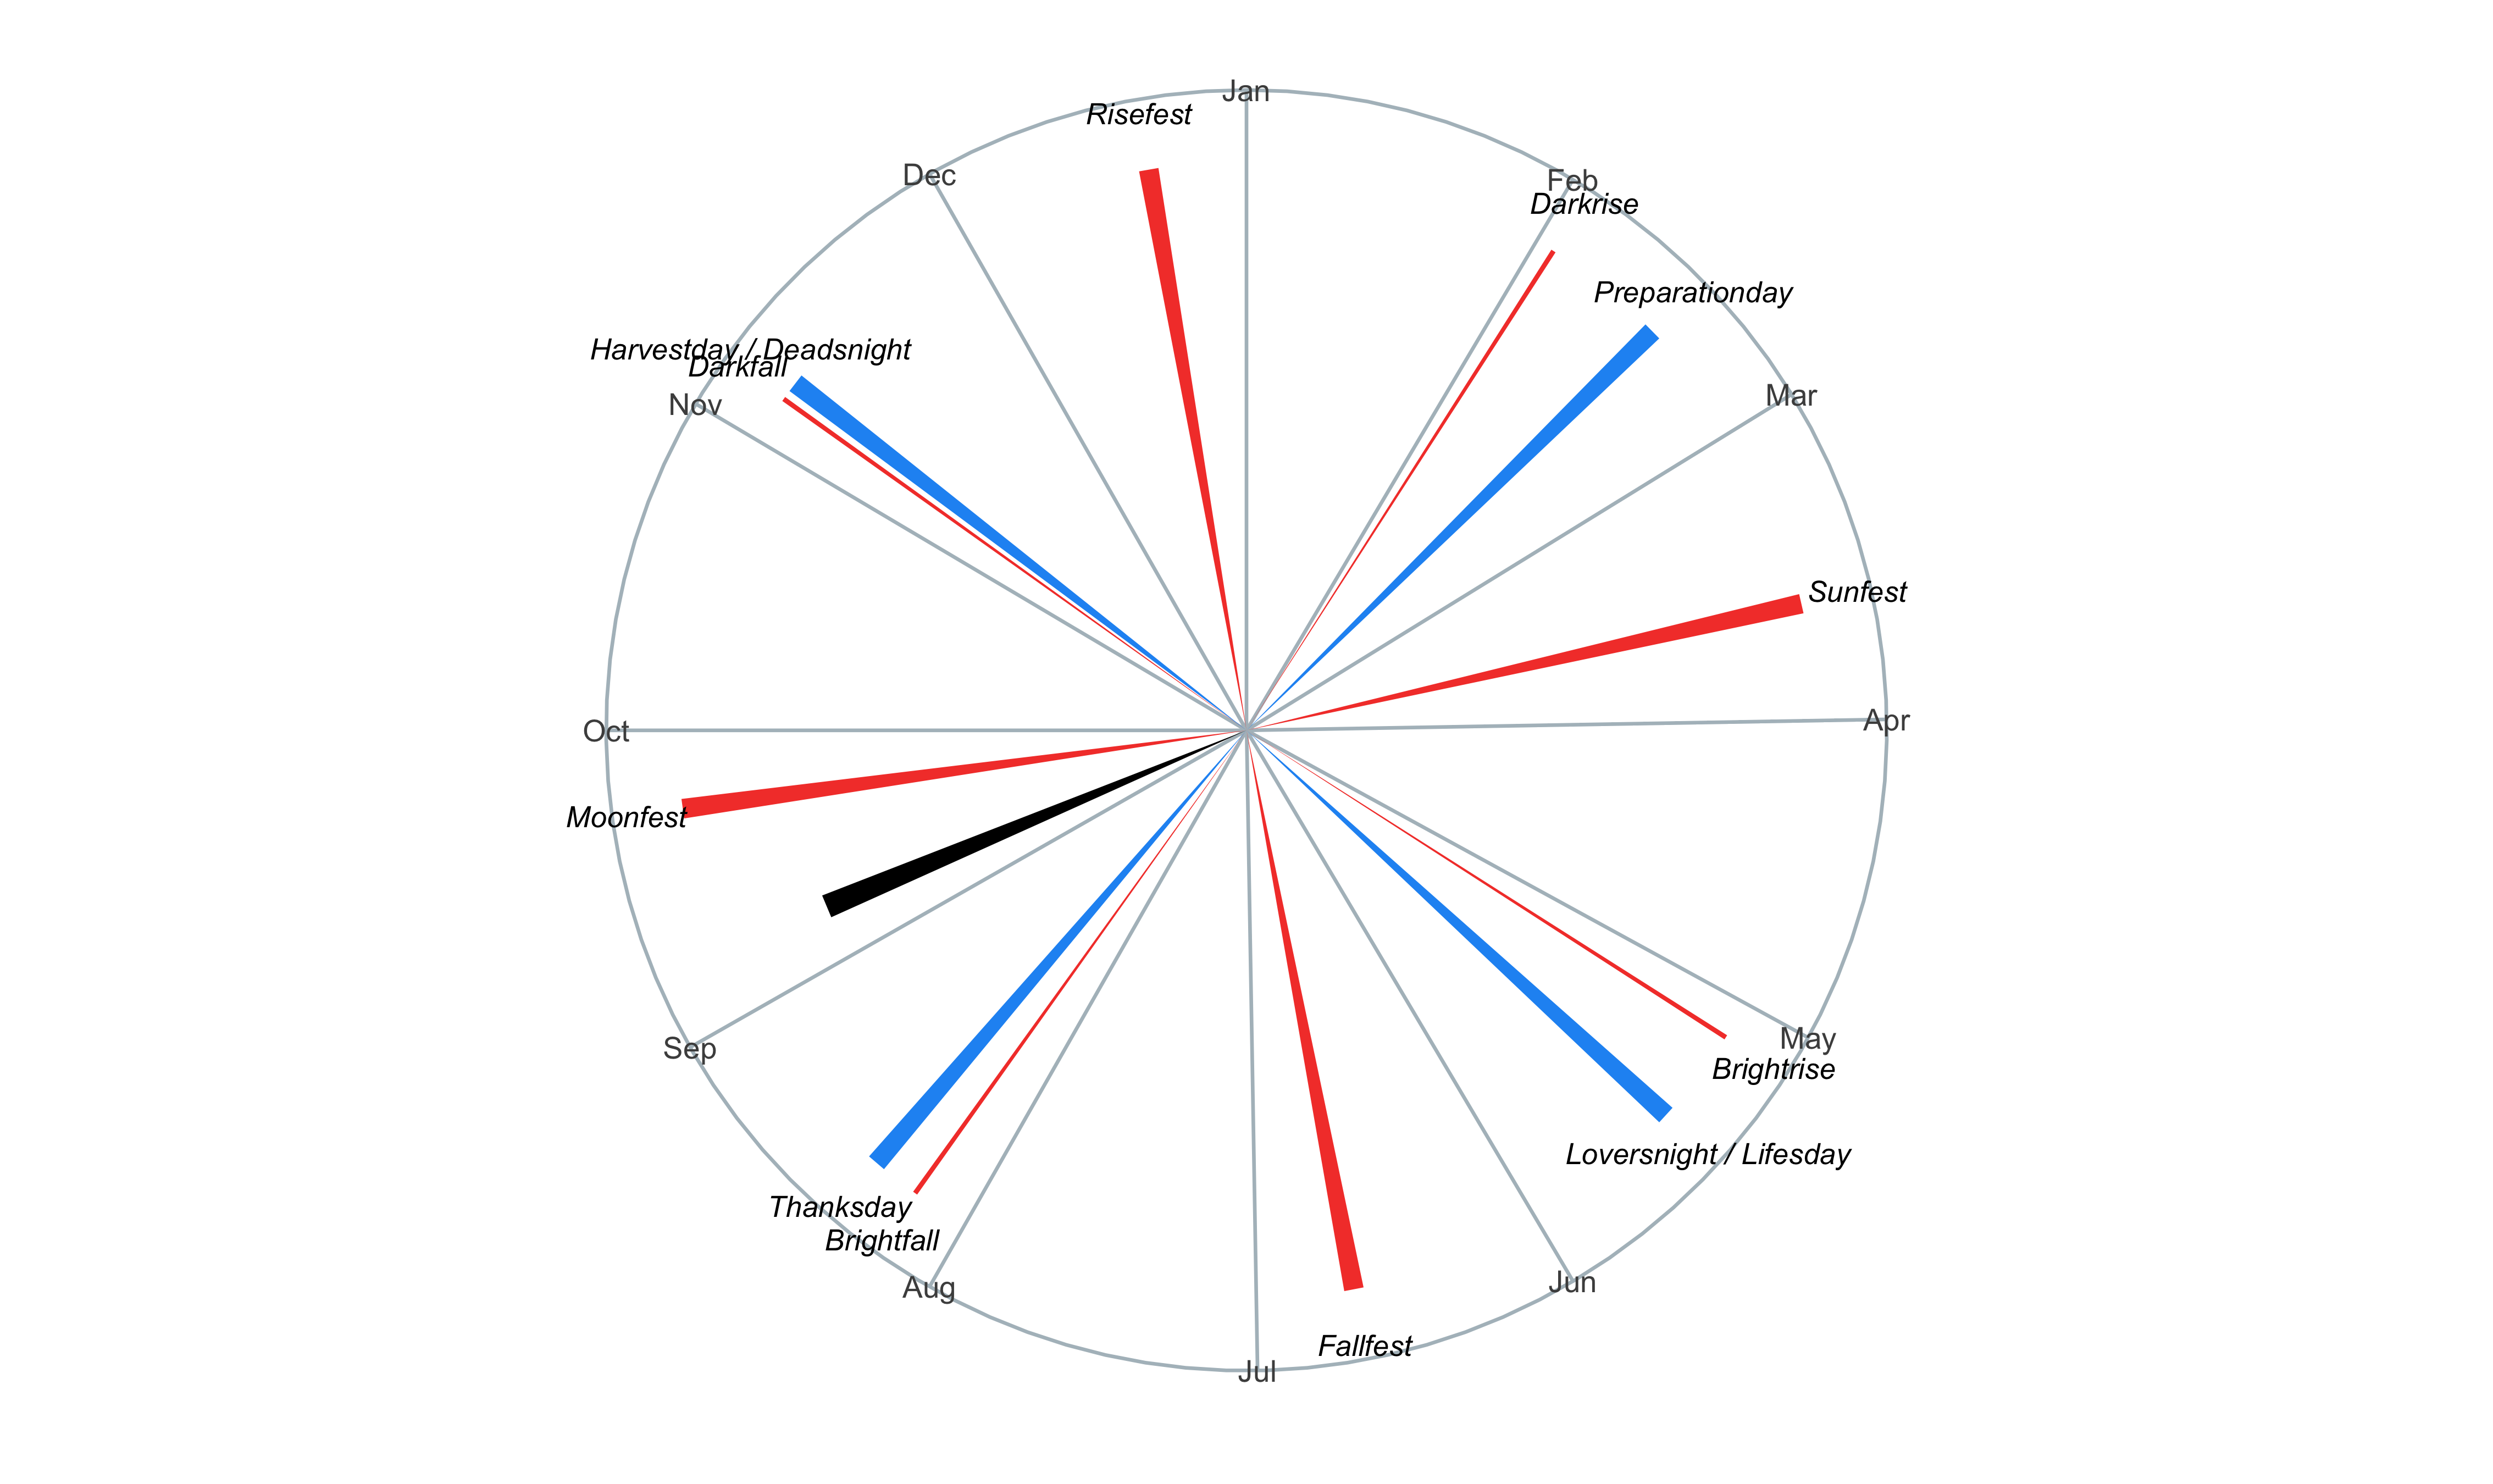 Jan
Risefest
Dec
Feb
Darkrise
Preparationday
Harvestday / Deadsnight
Darkfall
Nov
Mar
Sunfest
Oct
Apr
Moonfest
May
Sep
Brightrise
Loversnight / Lifesday
Thanksday
Brightfall
Aug
Jun
Fallfest
Jul